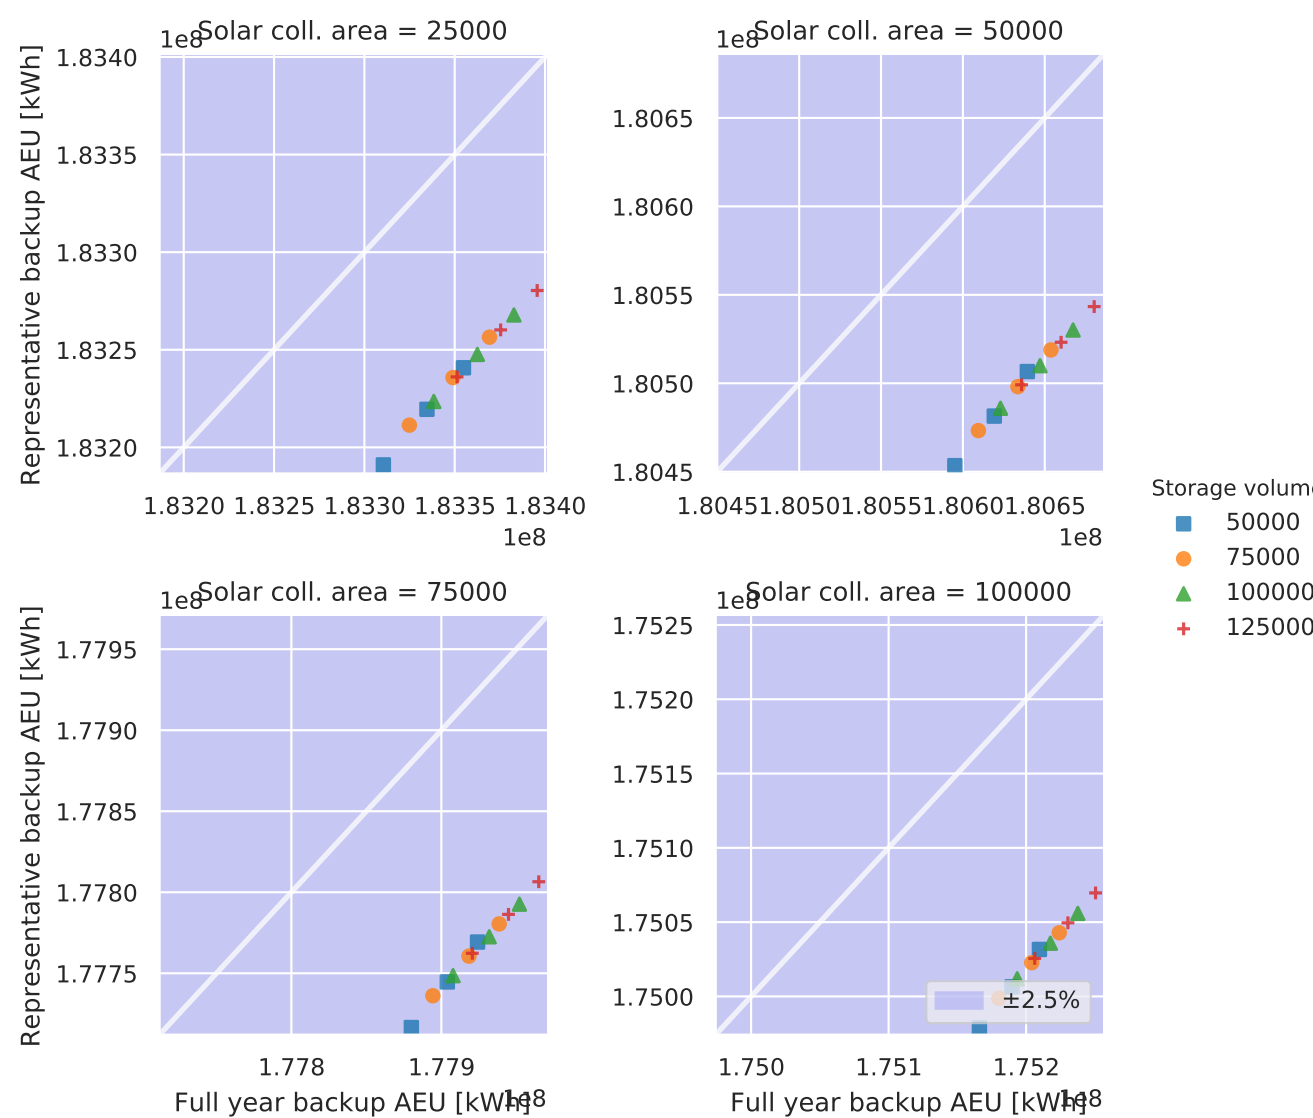 1e8
Solar coll. area = 25000
1.8340
1.8335
1.8330
1.8325
1.8320
Representative backup AEU [kWh]
1.8320 1.8325 1.8330 1.8335 1.8340
1e8
1e8
Solar coll. area = 50000
1.8065
1.8060
1.8055
1.8050
1.8045
1.8045 1.8050 1.8055 1.8060 1.8065
1e8
Storage volume
50000
75000
100000
125000
1e8
Solar coll. area = 75000
1.7795
1.7790
1.7785
1.7780
1.7775
Representative backup AEU [kWh]
1.778 1.779
Full year backup AEU [kWh]
1e8
1e8
Solar coll. area = 100000
1.7525
1.7520
1.7515
1.7510
1.7505
1.7500
±2.5%
1.750 1.751 1.752
Full year backup AEU [kWh]
1e8